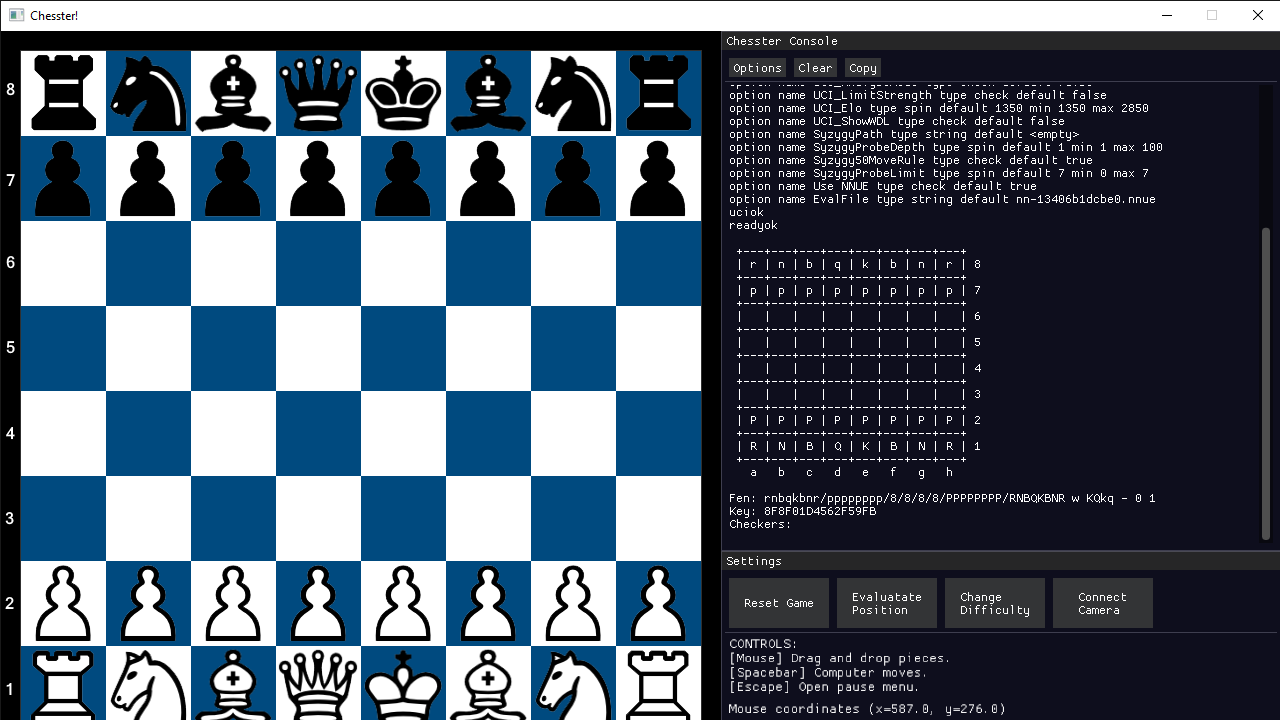 Chesster!
Chesster Console
Options Clear Copy
option name UCI_LimitStrength type check default false
option name UCI_Elo type spin default 1350 min 1350 max 2850
option name UCI_ShowWDL type check default false
option name SyzygyPath type string default <empty>
option name SyzygyProbeDepth type spin default 1 min 1 max 100
option name Syzygy50MoveRule type check default true
option name SyzygyProbeLimit type spin default 7 min 0 max 7
option name Use NNUE type check default true
option name EvalFile type string default nn-13406b1dcbe0.nnue
uciok
readyok
+---+---+---+---+---+---+---+---+
| r | n | b | q | k | b | n | r | 8
+---+---+---+---+---+---+---+---+
| p | p | p | p | p | p | p | p | 7
+---+---+---+---+---+---+---+---+
|   |   |   |   |   |   |   |   | 6
+---+---+---+---+---+---+---+---+
|   |   |   |   |   |   |   |   | 5
+---+---+---+---+---+---+---+---+
|   |   |   |   |   |   |   |   | 4
+---+---+---+---+---+---+---+---+
|   |   |   |   |   |   |   |   | 3
+---+---+---+---+---+---+---+---+
| P | P | P | P | P | P | P | P | 2
+---+---+---+---+---+---+---+---+
| R | N | B | Q | K | B | N | R | 1
+---+---+---+---+---+---+---+---+
a b c d e f g h
Fen: rnbqkbnr/pppppppp/8/8/8/8/PPPPPPPP/RNBQKBNR w KQkq - 0 1
Key: 8F8F01D4562F59FB
Checkers:
Settings
Reset Game
Evaluatate
Position
Change
Difficulty
Connect
Camera
CONTROLS:
[Mouse] Drag and drop pieces.
[Spacebar] Computer moves.
[Escape] Open pause menu.
Mouse coordinates (x=587.0, y=276.0)
8
7
6
5
4
3
2
1